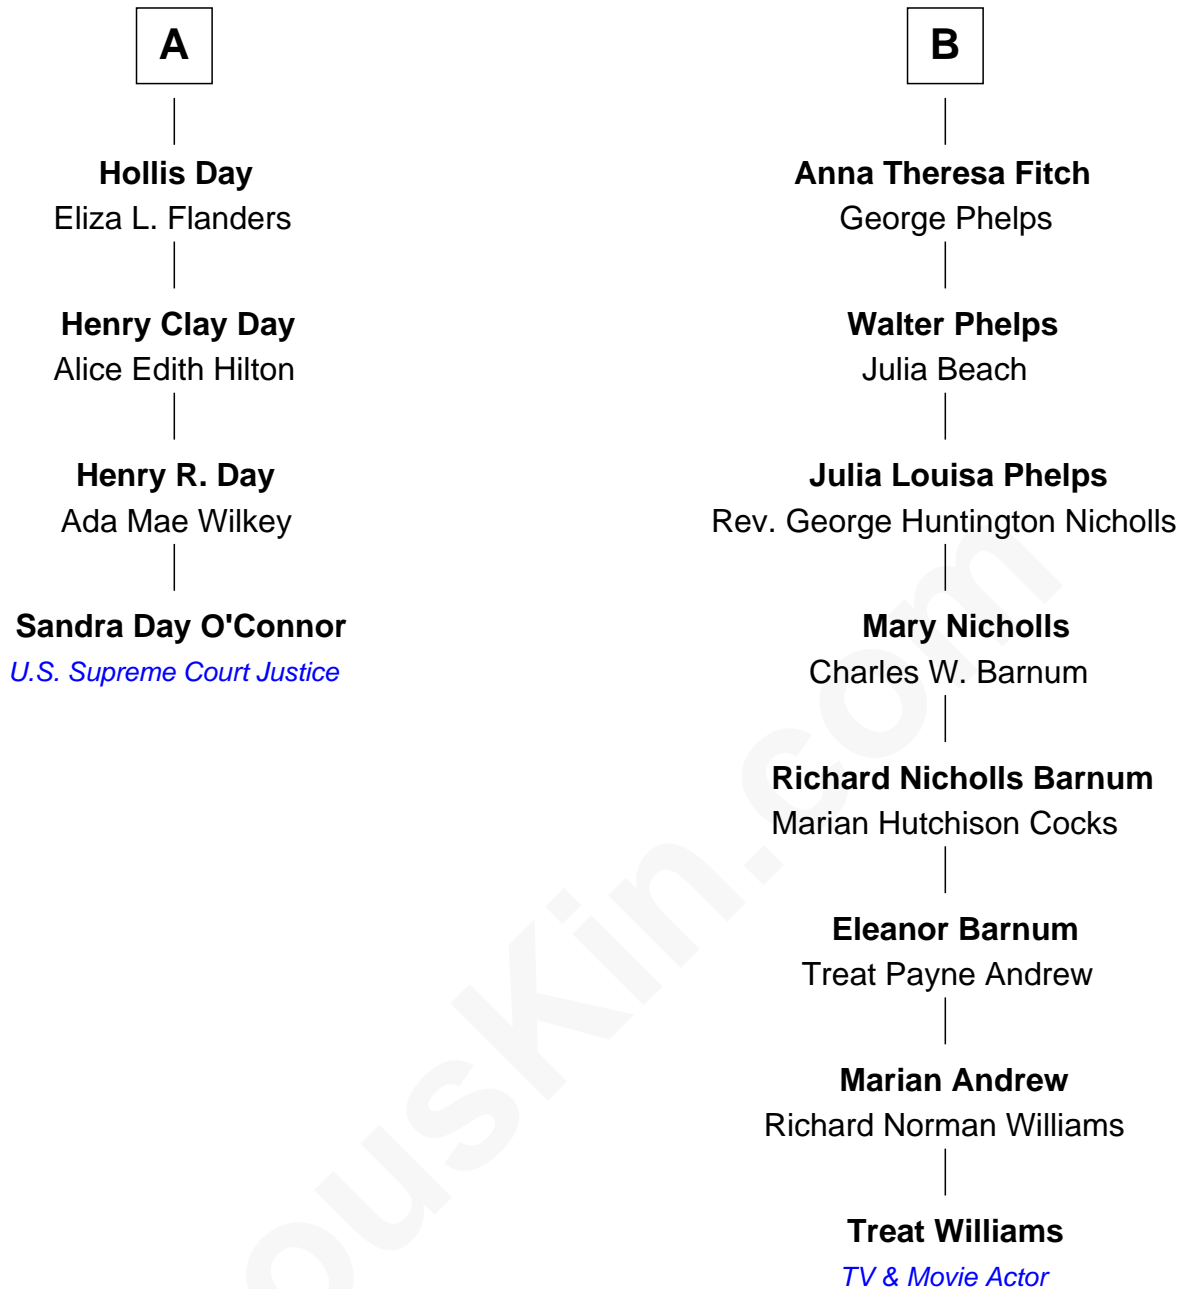 A
Hollis Day
Eliza L. Flanders
Henry Clay Day
Alice Edith Hilton
Henry R. Day
Ada Mae Wilkey
Sandra Day O'Connor
U.S. Supreme Court Justice
B
Anna Theresa Fitch
George Phelps
Walter Phelps
Julia Beach
Julia Louisa Phelps
Rev. George Huntington Nicholls
Mary Nicholls
Charles W. Barnum
Richard Nicholls Barnum
Marian Hutchison Cocks
Eleanor Barnum
Treat Payne Andrew
Marian Andrew
Richard Norman Williams
Treat Williams
TV & Movie Actor
ousKin.com